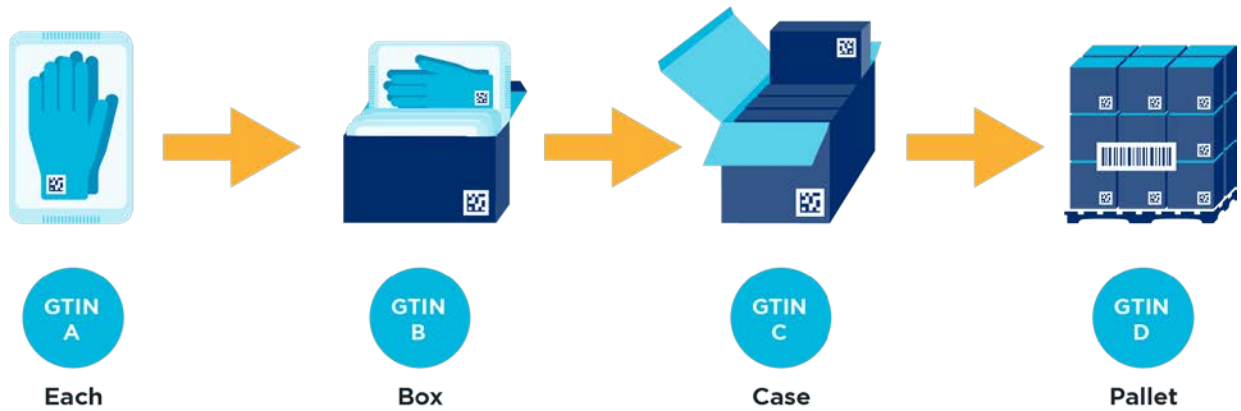 GTIN
A
GTIN
B
GTIN
C
GTIN
D
Each
Box
Case
Pallet